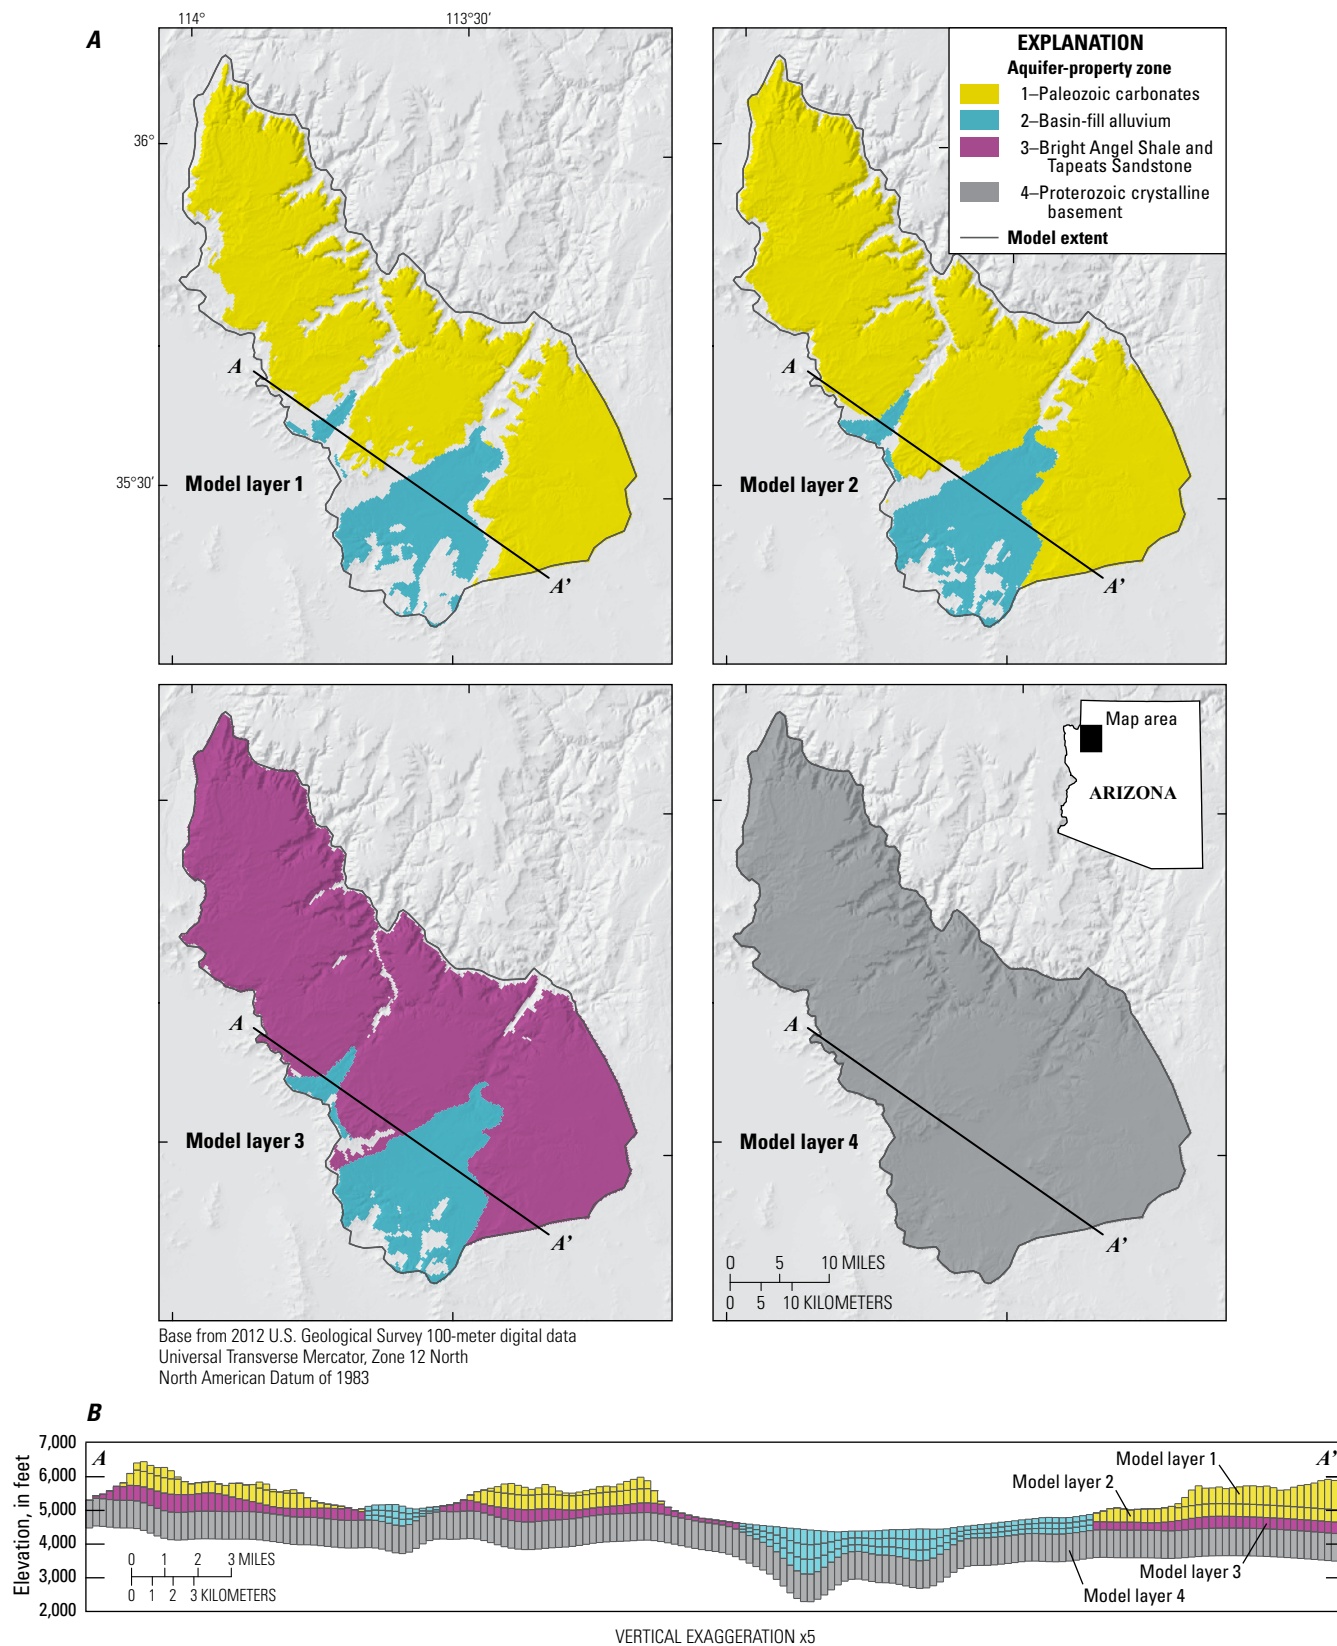 A
114°
113°30'
36°
35°30'
A
A'
Model layer 1
EXPLANATION
Aquifer-property zone
1–Paleozoic carbonates
2–Basin-fill alluvium
3–Bright Angel Shale and
Tapeats Sandstone
4–Proterozoic crystalline
basement
Model extent
A
A'
Model layer 2
A
A'
Model layer 3
Map area
ARIZONA
A
A'
Model layer 4
0 5 10 MILES
0 5 10 KILOMETERS
Base from 2012 U.S. Geological Survey 100-meter digital data
Universal Transverse Mercator, Zone 12 North
North American Datum of 1983
B
Elevation, in feet
7,000
6,000
5,000
4,000
3,000
2,000
A
A'
Model layer 1
Model layer 2
Model layer 3
Model layer 4
0 1 2 3 MILES
0 1 2 3 KILOMETERS
VERTICAL EXAGGERATION x5